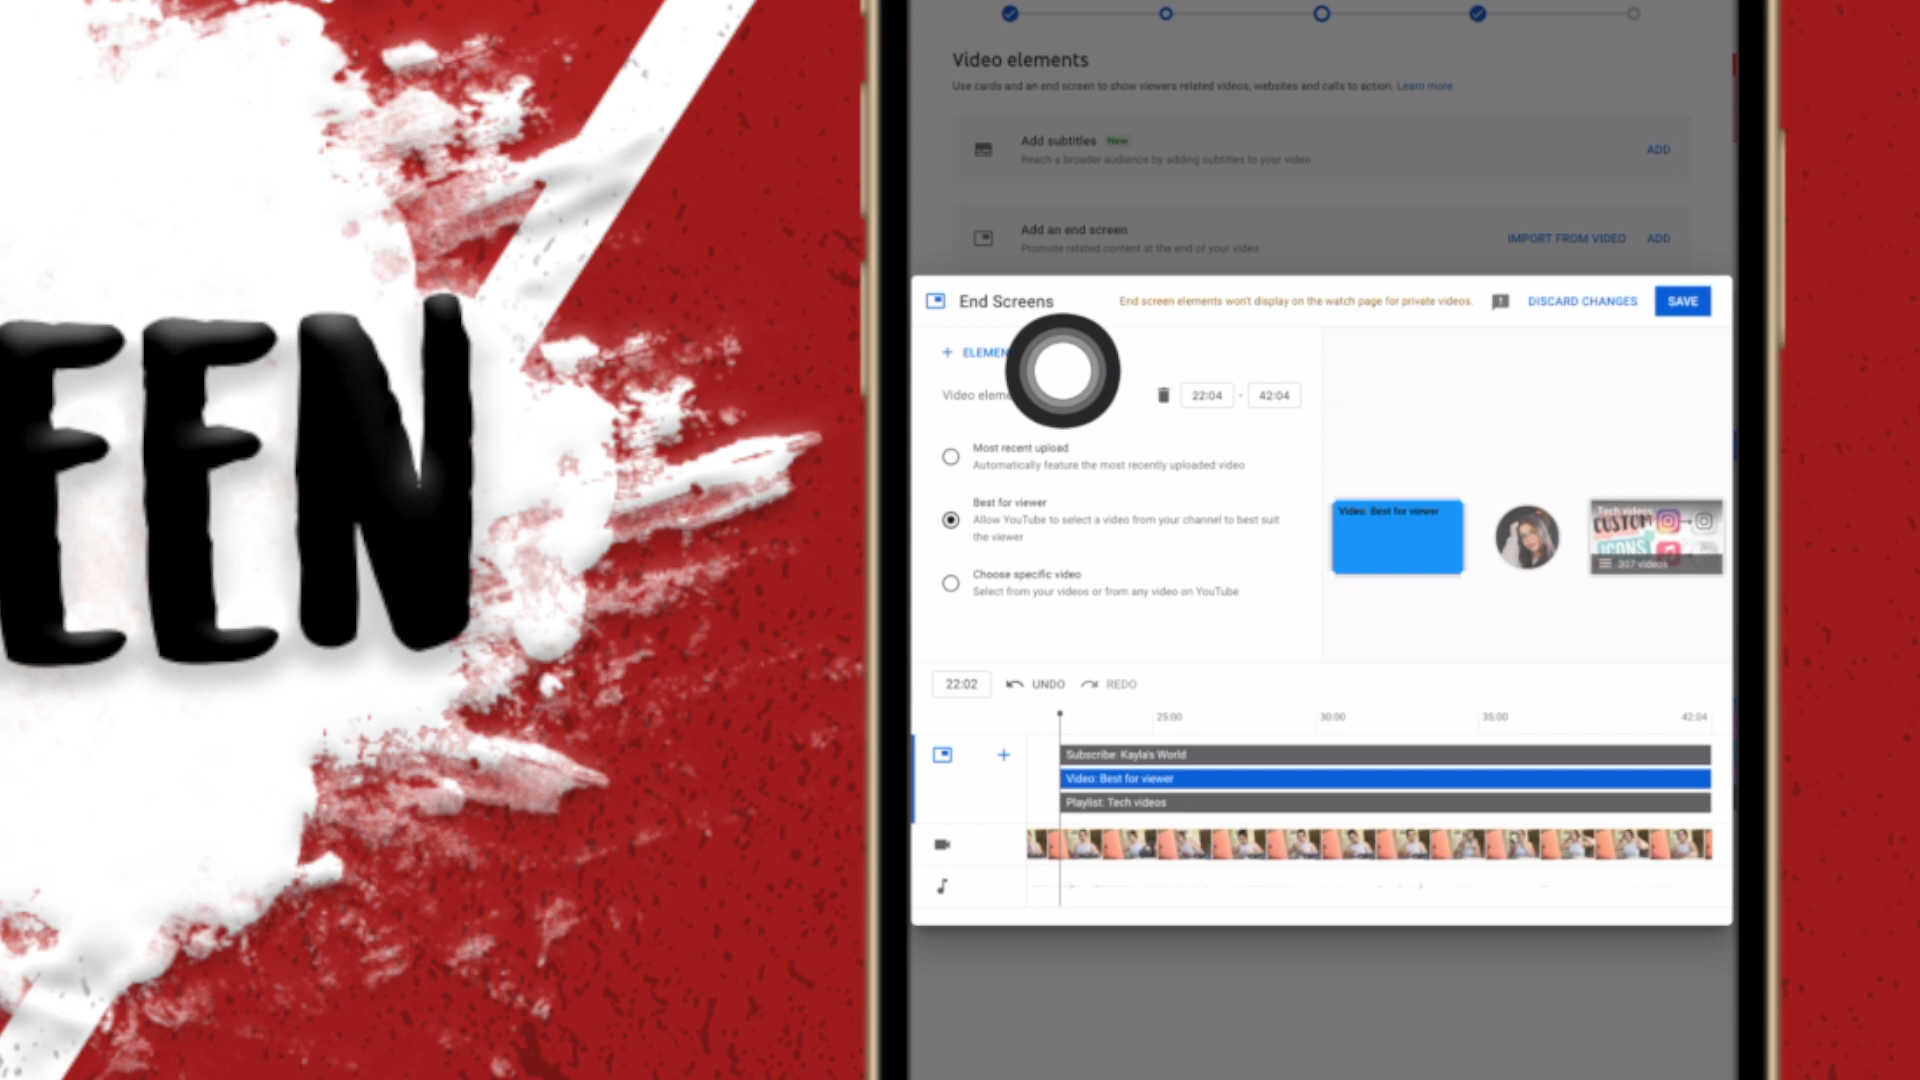 EEN
Video elements
Use cards and an end screen to show viewers related videos, websites and calls to action. Learn more
Add subtitles New
Reach a broader audience by adding subtitles to your video
ADD
Add an end screen
Promote related content at the end of your video
IMPORT FROM VIDEO ADD
End Screens
End screen elements won't display on the watch page for private videos.
DISCARD CHANGES
SAVE
+ ELEMEN
Video eleme
22:04 - 42:04
Most recent upload
Automatically feature the most recently uploaded video
Best for viewer
Allow YouTube to select a video from your channel to best suit
the viewer
Choose specific video
Select from your videos or from any video on YouTube
Video: Best for viewer
Tech videos
CUSTOM
ICONS
307 videos
22:02 UNDO REDO
25:00 30:00 35:00 42:04
Subscribe: Kayla's World
Video: Best for viewer
Playlist: Tech videos